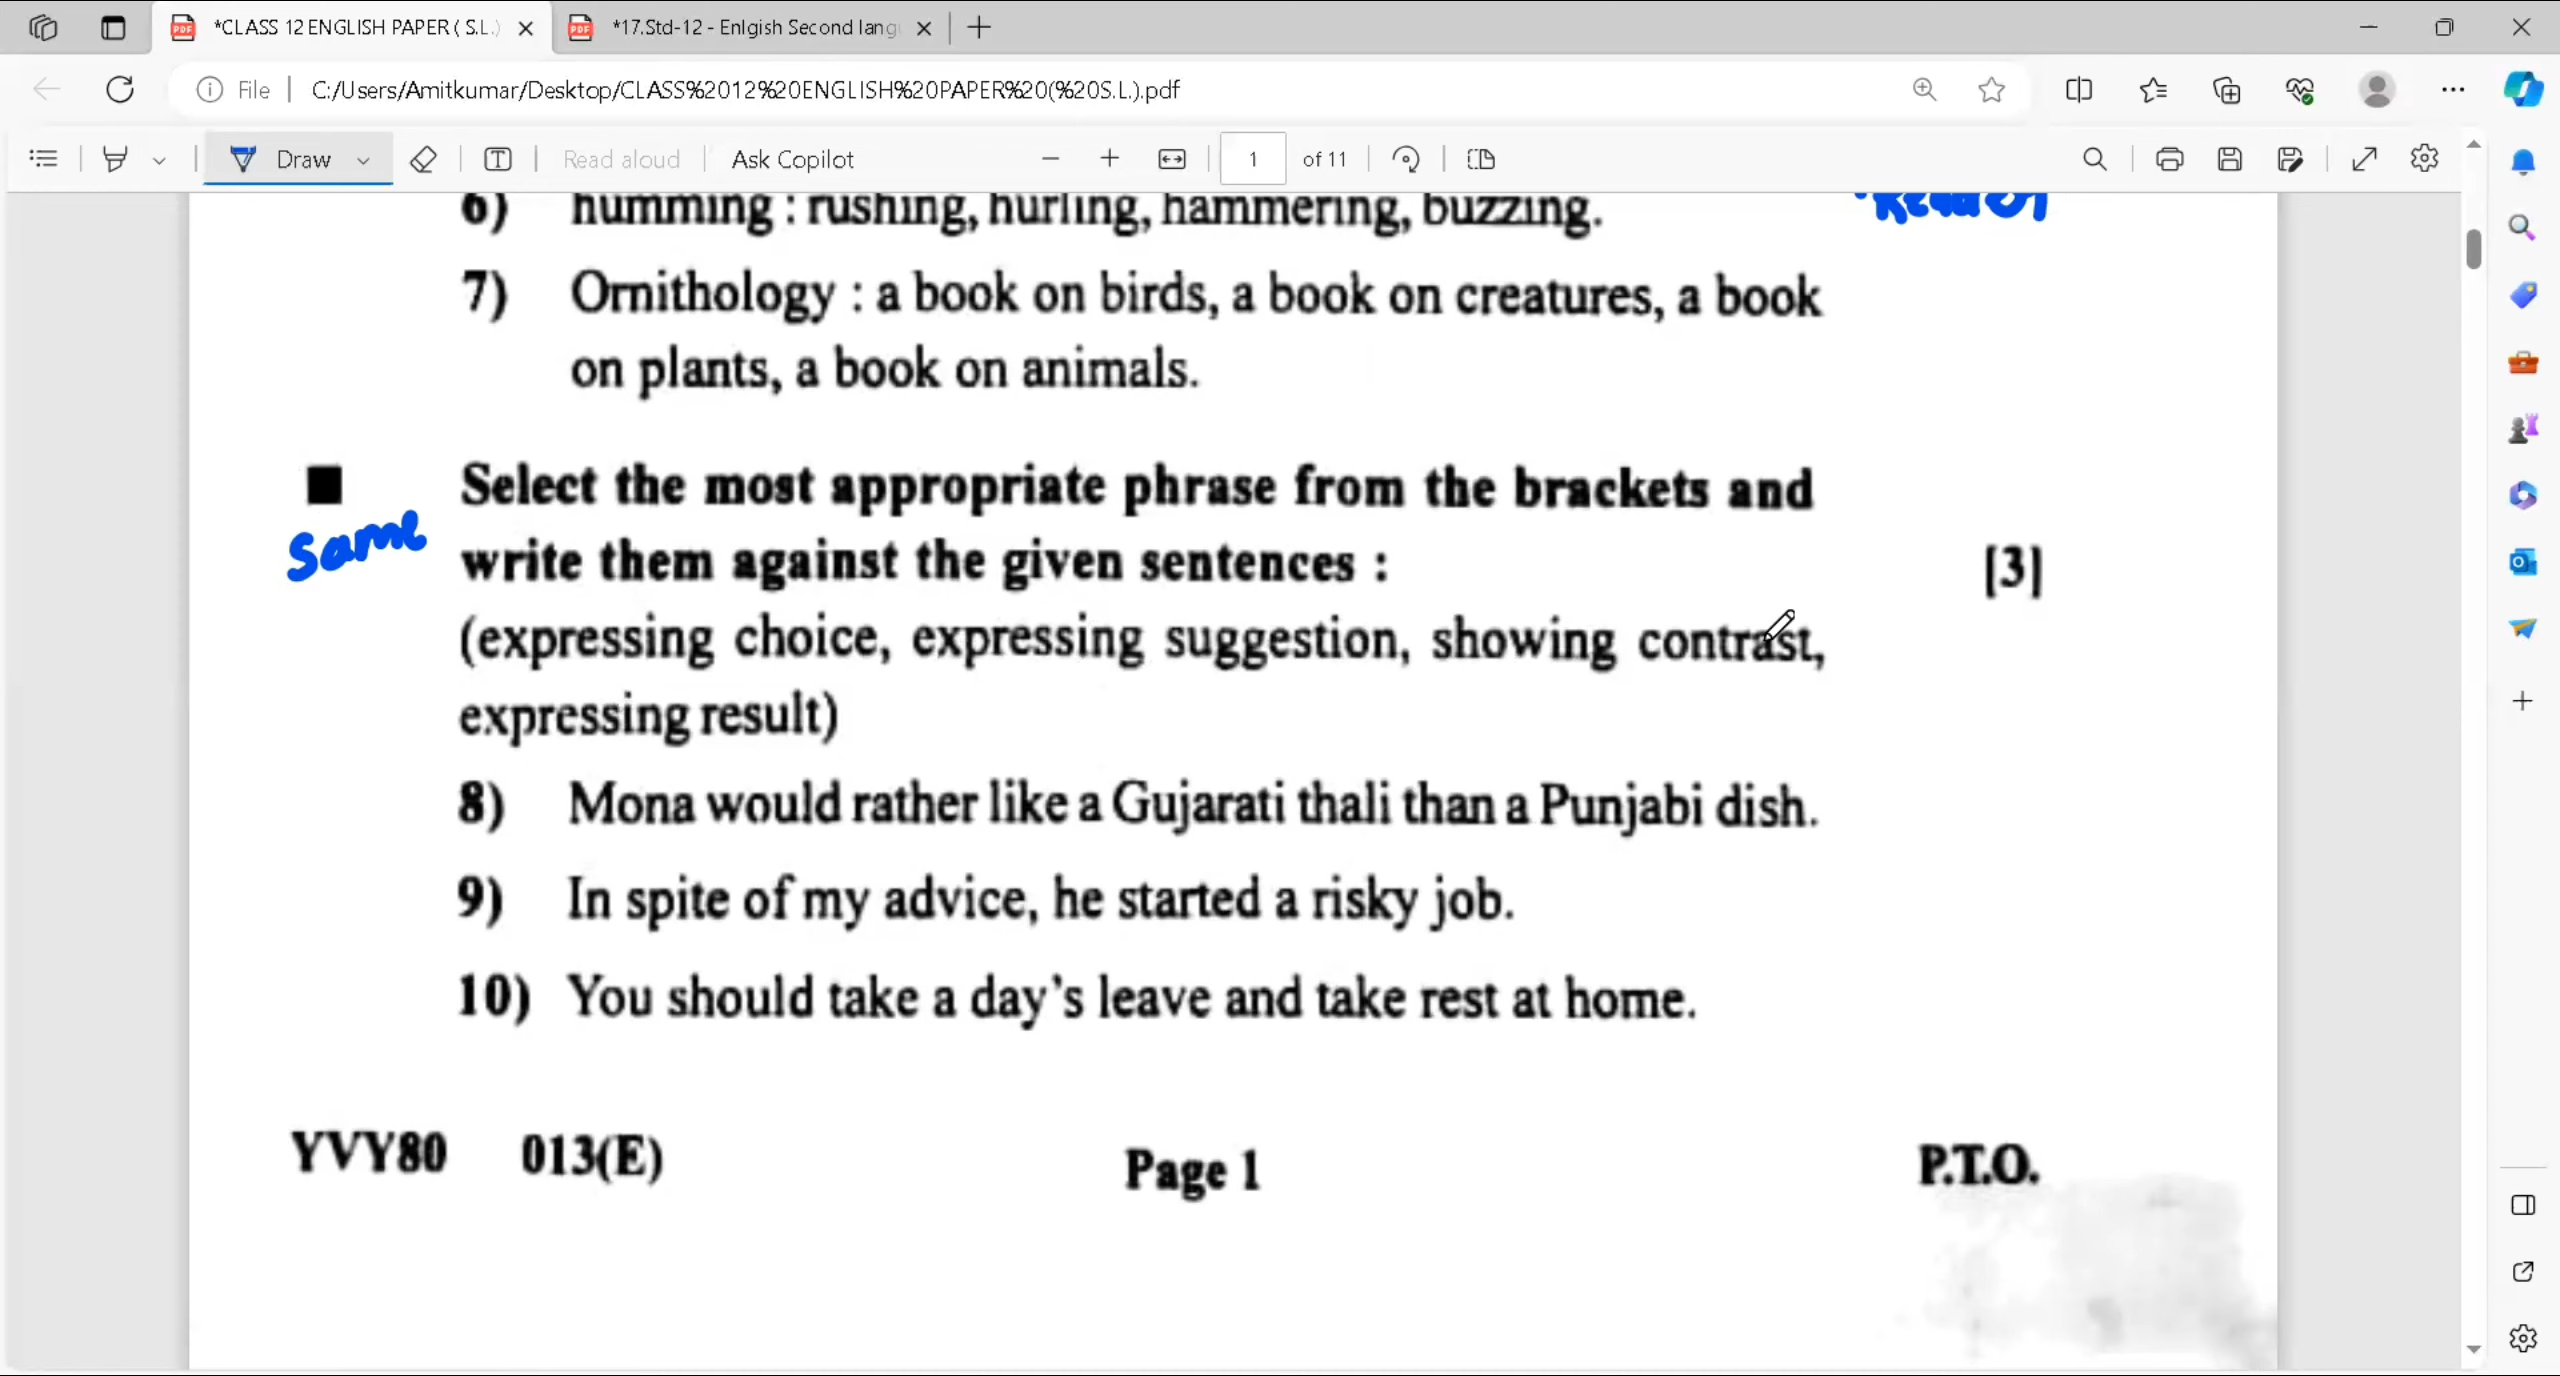 *CLASS 12 ENGLISH PAPER ( S.L.)
*17.Std-12 - Enlgish Second lang
File
C:/Users/Amitkumar/Desktop/CLASS%2012%20ENGLISH%20PAPER%20(%20S.L.).pdf
Draw
Read aloud
Ask Copilot
1 of 11
6) humming : rushing, hurling, hammering, buzzing.
7) Ornithology : a book on birds, a book on creatures, a book
on plants, a book on animals.
■ Select the most appropriate phrase from the brackets and
same
write them against the given sentences : [3]
(expressing choice, expressing suggestion, showing contrast,
expressing result)
8) Mona would rather like a Gujarati thali than a Punjabi dish.
9) In spite of my advice, he started a risky job.
10) You should take a day's leave and take rest at home.
YVY80 013(E) Page 1 P.T.O.